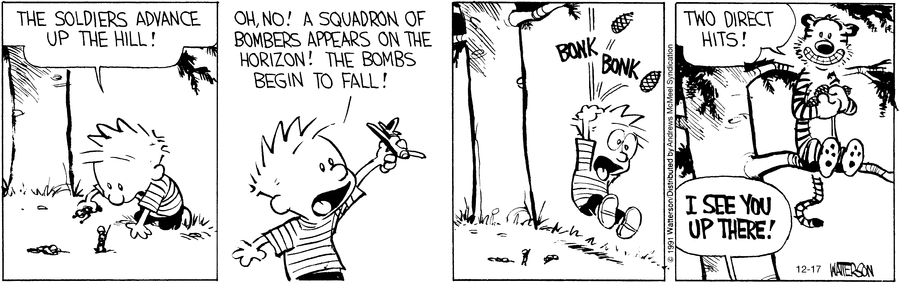 THE SOLDIERS ADVANCE
UP THE HILL!
OH, NO! A SQUADRON OF
BOMBERS APPEARS ON THE
HORIZON! THE BOMBS
BEGIN TO FALL!
BONK
BONK
© 1991 Watterson/Distributed by Andrews McMeel Syndication
TWO DIRECT
HITS!
I SEE YOU
UP THERE!
12-17 WATTERSON